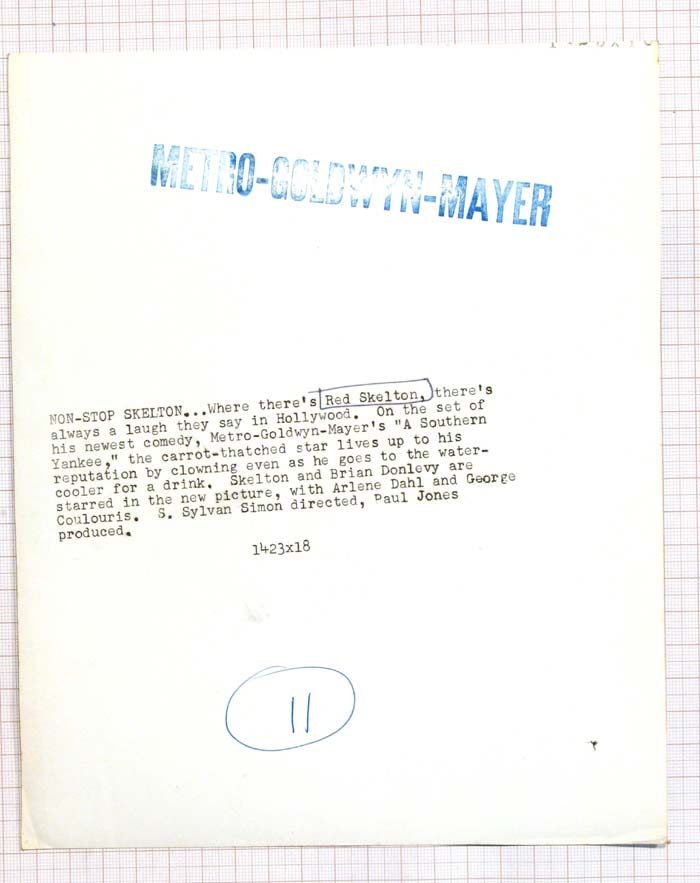 METRO-GOLDWYN-MAYER
NON-STOP SKELTON...Where there's Red Skelton, there's
always a laugh they say in Hollywood. On the set of
his newest comedy, Metro-Goldwyn-Mayer's "A Southern
Yankee," the carrot-thatched star lives up to his
reputation by clowning even as he goes to the water-
cooler for a drink. Skelton and Brian Donlevy are
starred in the new picture, with Arlene Dahl and George
Coulouris. S. Sylvan Simon directed, Paul Jones
produced.
1423x18
11